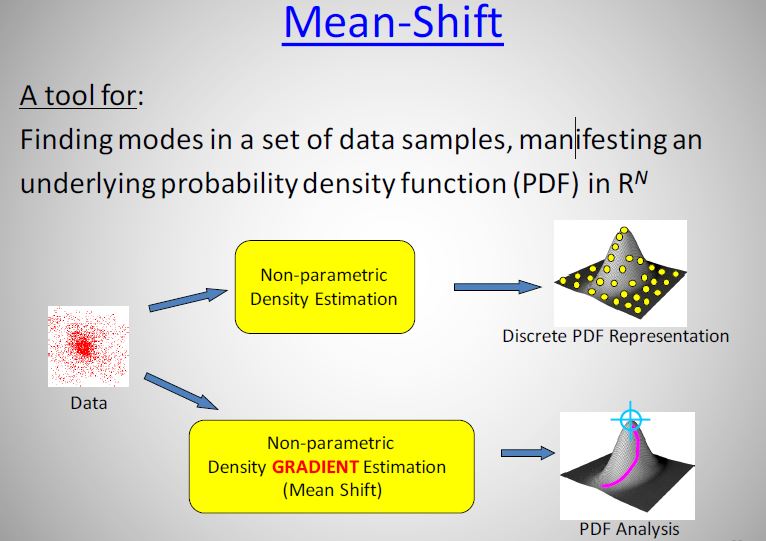 Mean-Shift
A tool for:
Finding modes in a set of data samples, manifesting an
underlying probability density function (PDF) in Rᴺ
Non-parametric
Density Estimation
Discrete PDF Representation
Data
Non-parametric
Density GRADIENT Estimation
(Mean Shift)
PDF Analysis